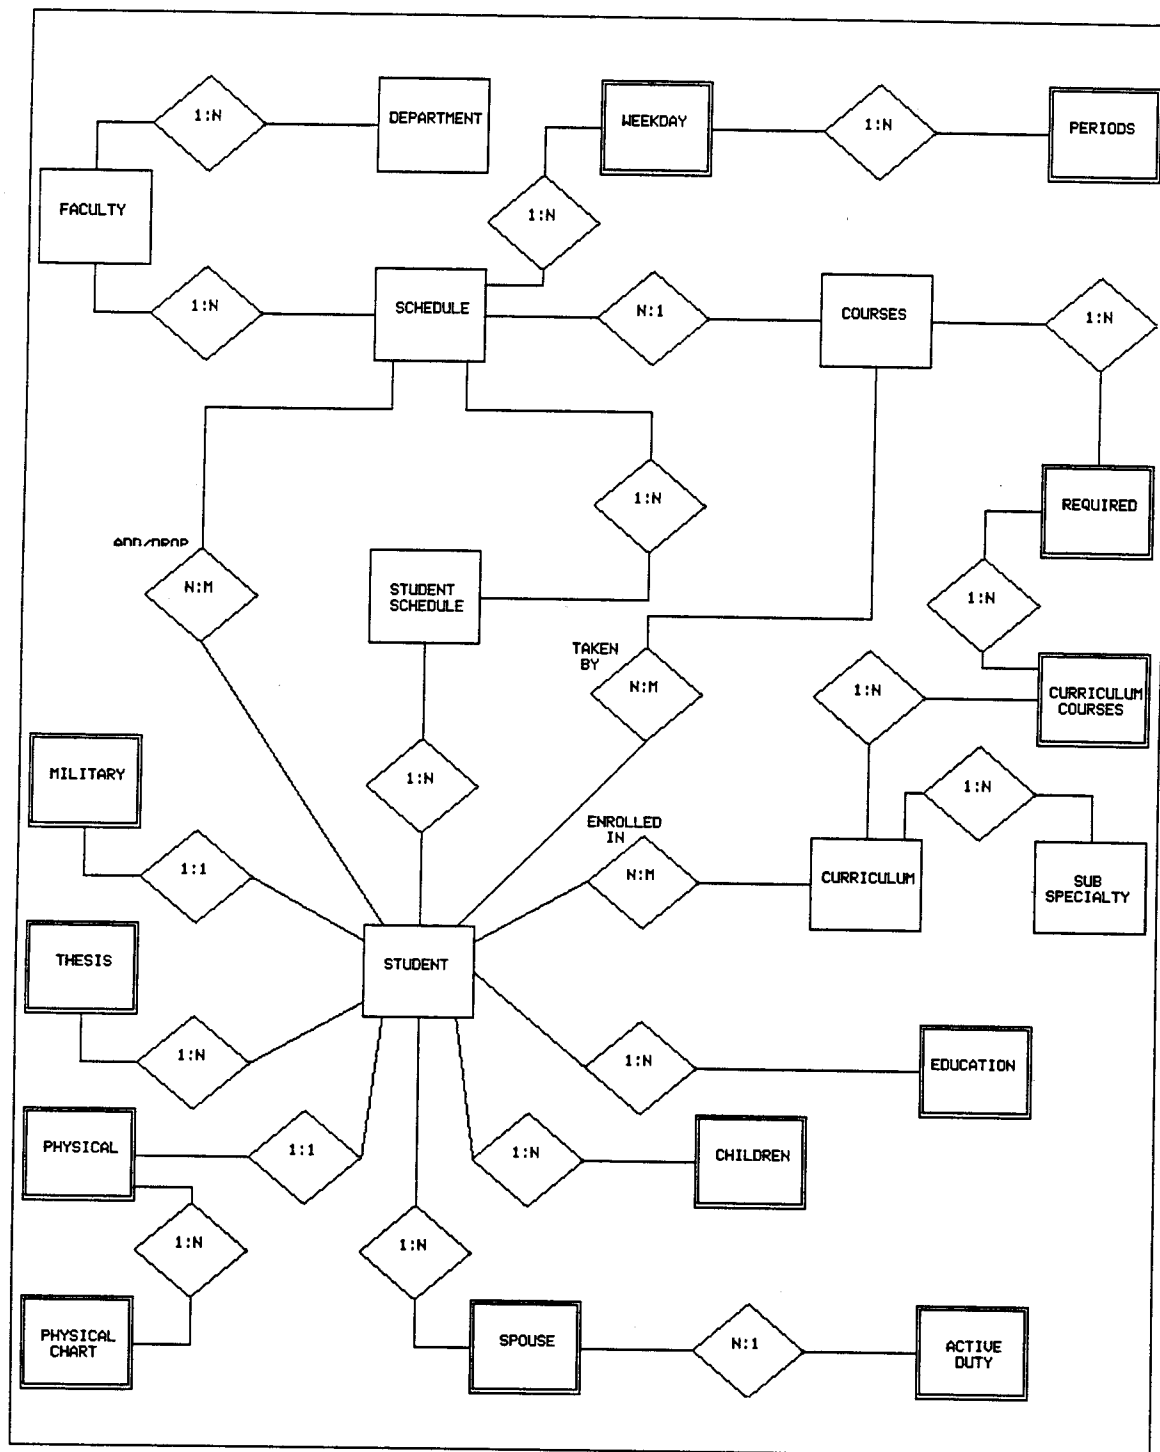 1:N
DEPARTMENT
WEEKDAY
1:N
PERIODS
FACULTY
1:N
1:N
SCHEDULE
N:1
COURSES
1:N
1:N
REQUIRED
ADD/DROP
N:M
STUDENT
SCHEDULE
1:N
TAKEN
BY
N:M
1:N
CURRICULUM
COURSES
MILITARY
1:N
1:N
ENROLLED
IN
1:1
N:M
CURRICULUM
SUB
SPECIALTY
THESIS
STUDENT
1:N
1:N
EDUCATION
PHYSICAL
1:1
1:N
CHILDREN
1:N
1:N
PHYSICAL
CHART
SPOUSE
N:1
ACTIVE
DUTY